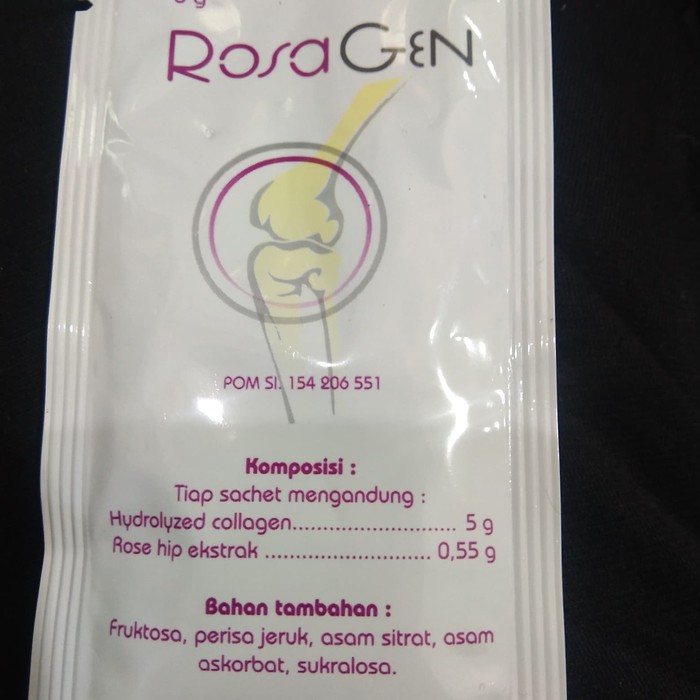 RosaGEN
POM SI. 154 206 551
Komposisi :
Tiap sachet mengandung :
Hydrolyzed collagen............................ 5 g
Rose hip ekstrak ............................ 0,55 g
Bahan tambahan :
Fruktosa, perisa jeruk, asam sitrat, asam
askorbat, sukralosa.